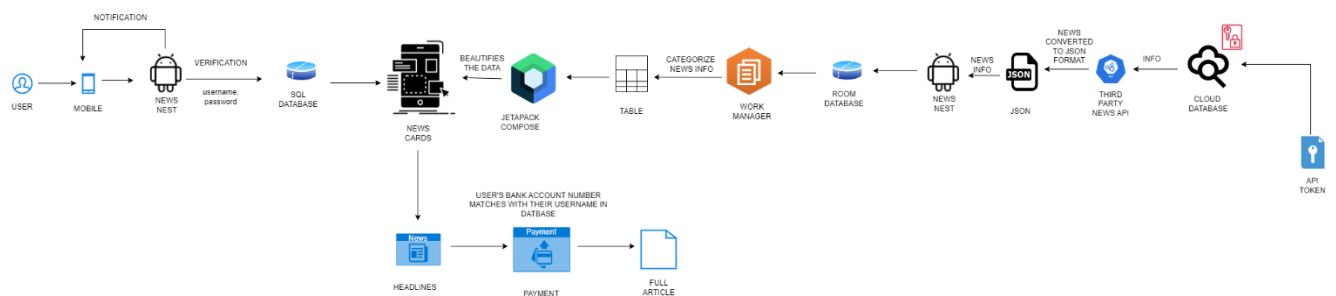 NOTIFICATION
USER
MOBILE
NEWS
NEST
VERIFICATION
username,
password
SQL
DATABASE
NEWS
CARDS
BEAUTIFIES
THE DATA
JETAPACK
COMPOSE
TABLE
CATEGORIZE
NEWS INFO
WORK
MANAGER
ROOM
DATABASE
NEWS
NEST
NEWS
INFO
JSON
JSON
NEWS
CONVERTED
TO JSON
FORMAT
THIRD
PARTY
NEWS API
INFO
CLOUD
DATABASE
API
TOKEN
USER'S BANK ACCOUNT NUMBER
MATCHES WITH THEIR USERNAME IN
DATBASE
News
HEADLINES
Payment
PAYMENT
FULL
ARTICLE